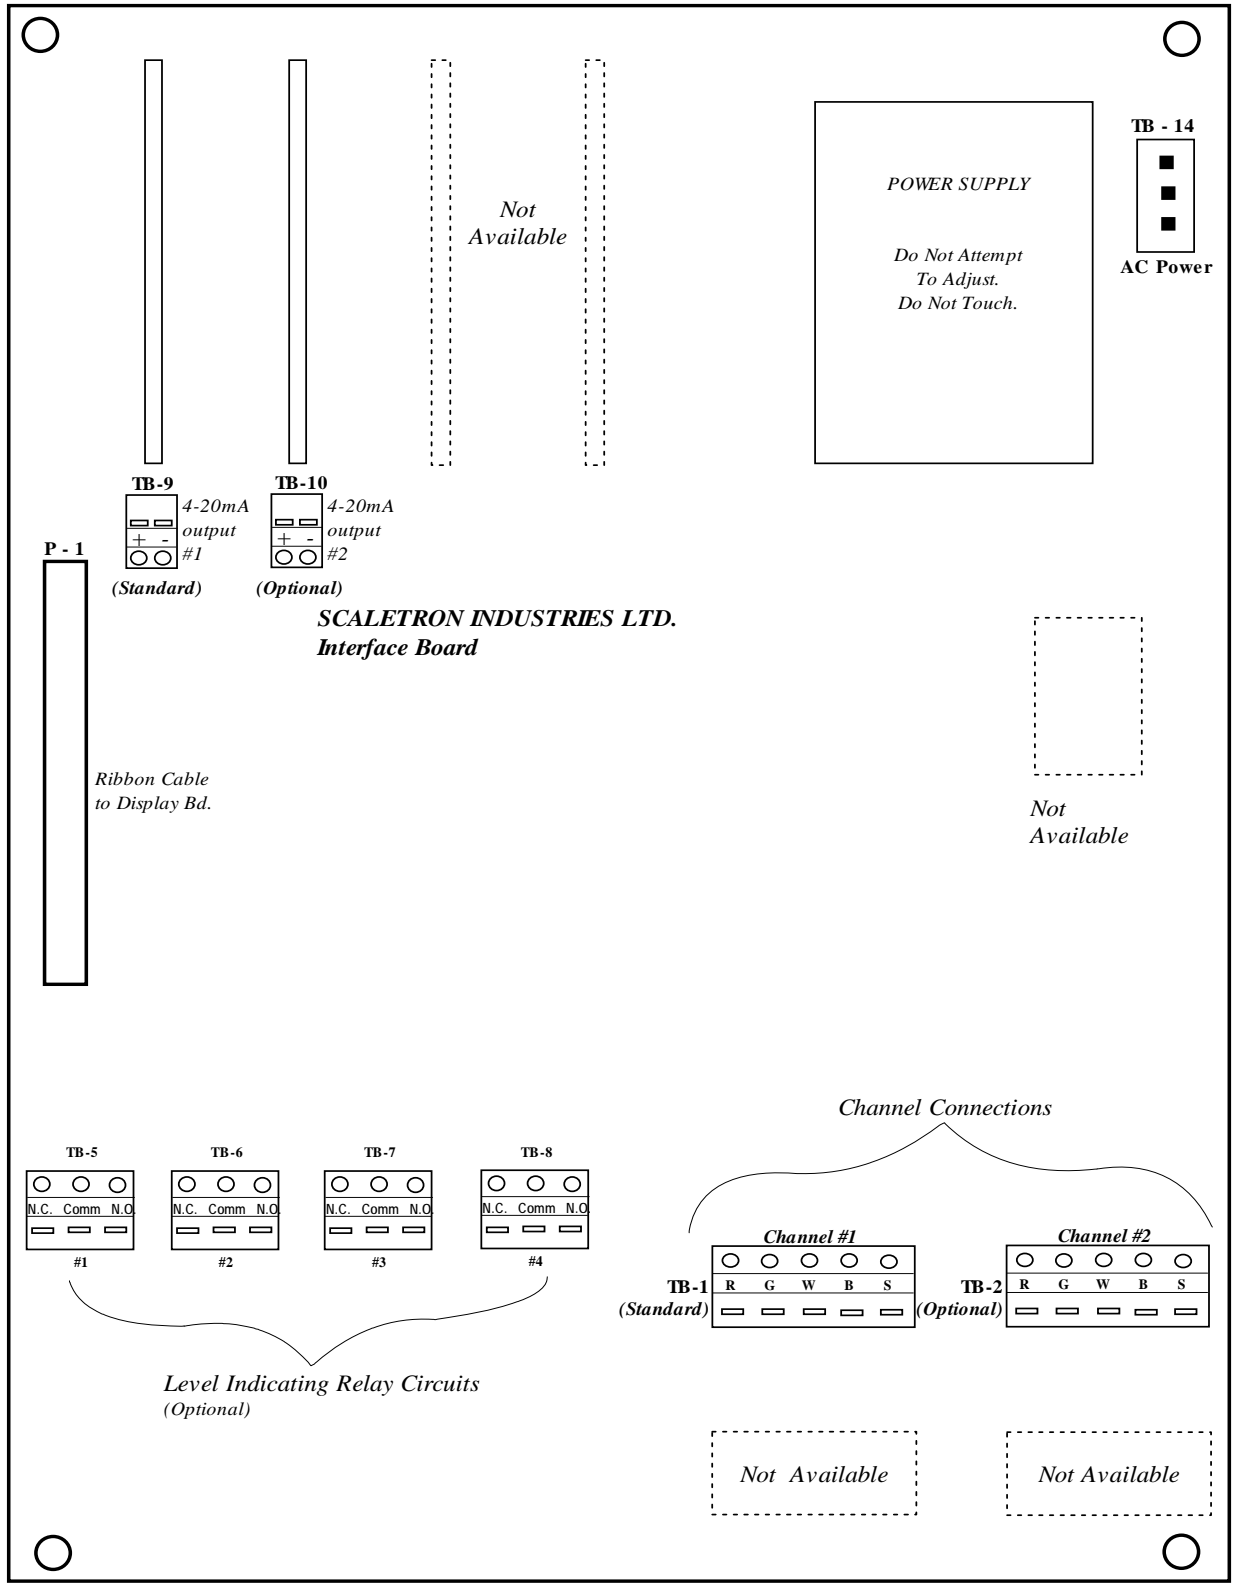 TB - 14
POWER SUPPLY
Not
Available
Do Not Attempt
To Adjust.
Do Not Touch.
AC Power
TB-9
4-20mA
output
#1
+ -
(Standard)
TB-10
4-20mA
output
#2
+ -
(Optional)
P - 1
SCALETRON INDUSTRIES LTD.
Interface Board
Ribbon Cable
to Display Bd.
Not
Available
Channel Connections
TB-5
N.C. Comm N.O.
#1
TB-6
N.C. Comm N.O.
#2
TB-7
N.C. Comm N.O.
#3
TB-8
N.C. Comm N.O.
#4
Level Indicating Relay Circuits
(Optional)
Channel #1
TB-1 R G W B S
(Standard)
Channel #2
TB-2 R G W B S
(Optional)
Not Available
Not Available